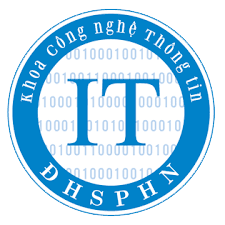 Khoa Công nghệ Thông tin
IT
ĐHSPHN